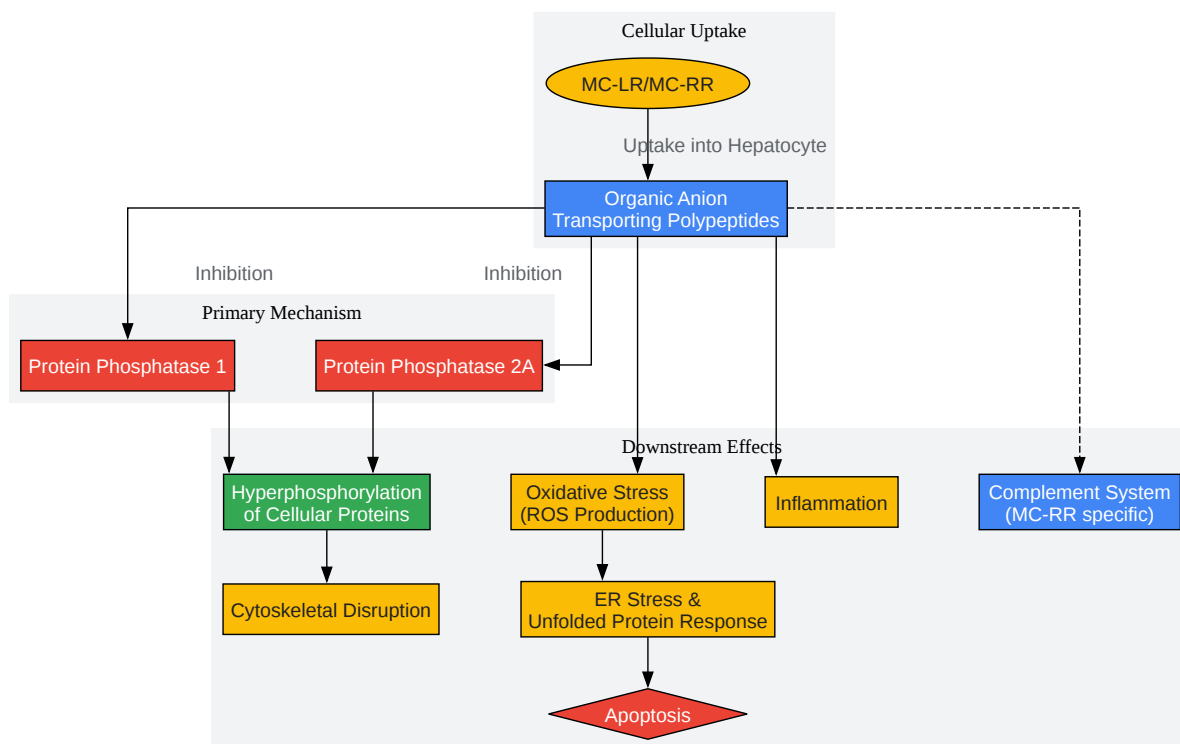 Cellular Uptake
MC-LR/MC-RR
Uptake into Hepatocyte
Organic Anion
Transporting Polypeptides
Inhibition
Inhibition
Primary Mechanism
Protein Phosphatase 1
Protein Phosphatase 2A
Downstream Effects
Hyperphosphorylation
of Cellular Proteins
Oxidative Stress
(ROS Production)
Inflammation
Complement System
(MC-RR specific)
Cytoskeletal Disruption
ER Stress &
Unfolded Protein Response
Apoptosis